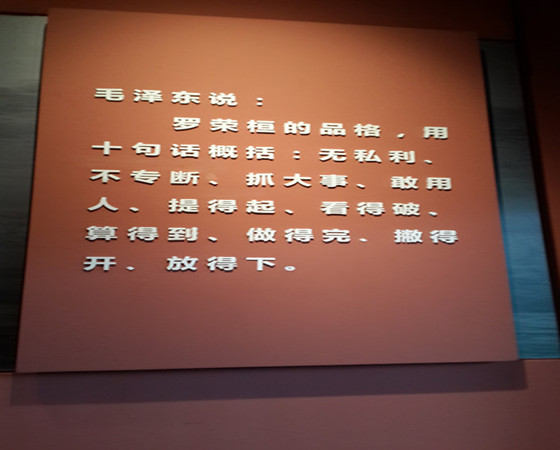 毛泽东说：
罗荣桓的品格，用
十句话概括：无私利、
不专断、抓大事、敢用
人、提得起、看得破、
算得到、做得完、撇得
开、放得下。